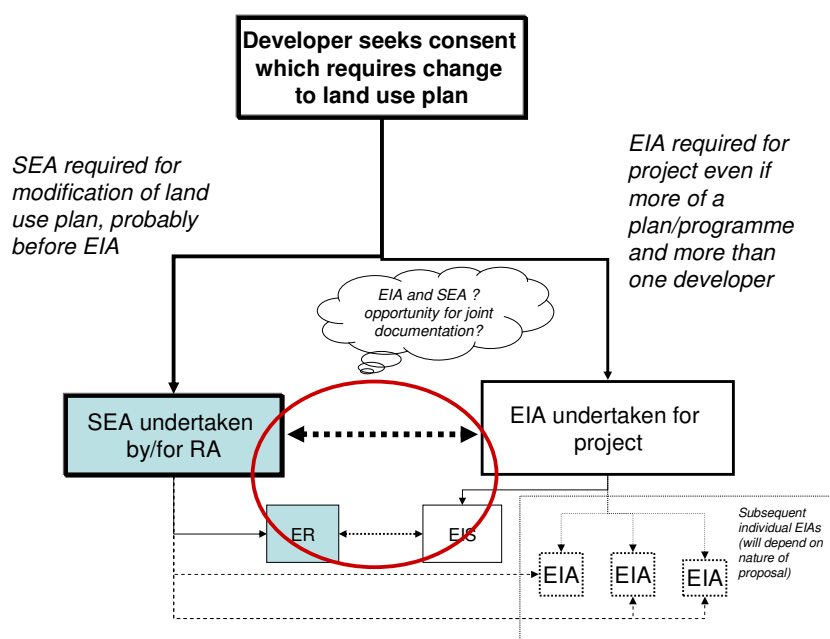 Developer seeks consent
which requires change
to land use plan
SEA required for
modification of land
use plan, probably
before EIA
EIA required for
project even if
more of a
plan/programme
and more than
one developer
EIA and SEA ?
opportunity for joint
documentation?
SEA undertaken
by/for RA
EIA undertaken for
project
ER
EIS
Subsequent
individual EIAs
(will depend on
nature of
proposal)
EIA
EIA
EIA